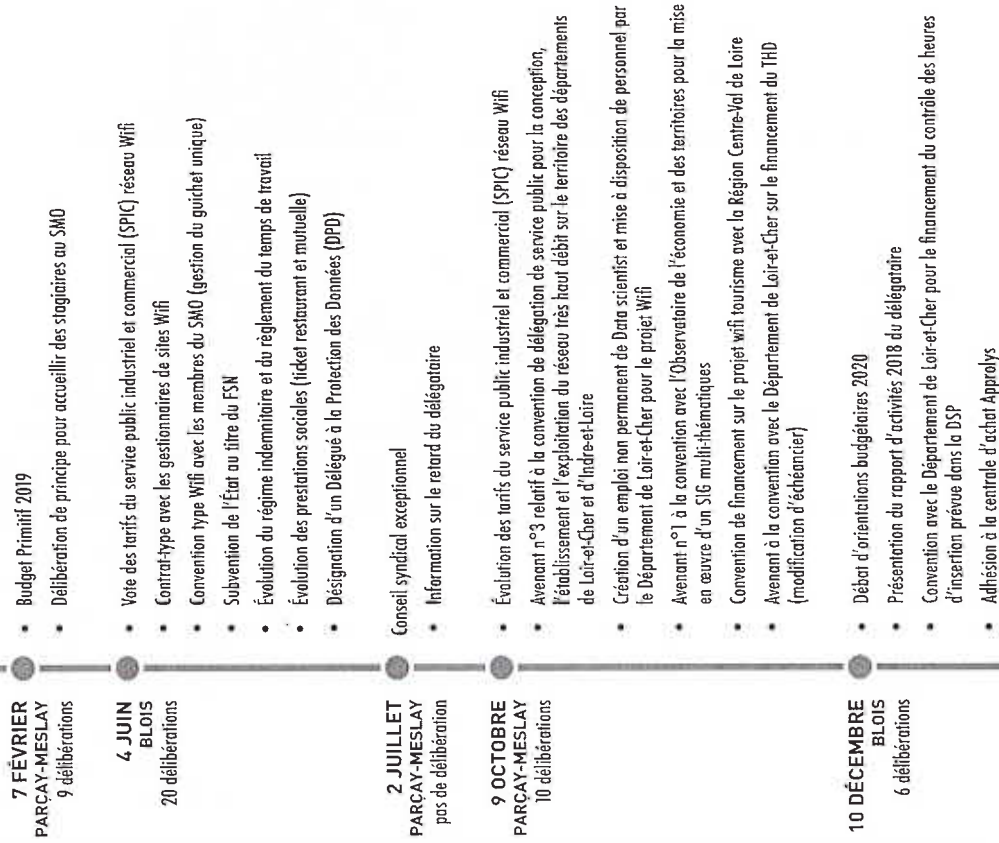 7 FÉVRIER
PARÇAY-MESLAY
9 délibérations
• Budget Primitif 2019
• Délibération de principe pour accueillir des stagiaires au SMO
4 JUIN
BLOIS
20 délibérations
• Vote des tarifs du service public industriel et commercial (SPIC) réseau Wifi
• Contrat-type avec les gestionnaires de sites Wifi
• Convention type Wifi avec les membres du SMO (gestion du guichet unique)
• Subvention de l'État au titre du FSN
• Évolution du régime indemnitaire et du règlement du temps de travail
• Évolution des prestations sociales (ticket restaurant et mutuelle)
• Désignation d'un Délégué à la Protection des Données (DPD)
2 JUILLET
PARÇAY-MESLAY
pas de délibération
Conseil syndical exceptionnel
• Information sur le retard du délégataire
9 OCTOBRE
PARÇAY-MESLAY
10 délibérations
• Évolution des tarifs du service public industriel et commercial (SPIC) réseau Wifi
• Avenant n°3 relatif à la convention de délégation de service public pour la conception,
l'établissement et l'exploitation du réseau très haut débit sur le territoire des départements
de Loir-et-Cher et d'Indre-et-Loire
• Création d'un emploi non permanent de Data scientist et mise à disposition de personnel par
le Département de Loir-et-Cher pour le projet Wifi
• Avenant n°1 à la convention avec l'Observatoire de l'économie et des territoires pour la mise
en œuvre d'un SIG multi-thématiques
• Convention de financement sur le projet wifi tourisme avec la Région Centre-Val de Loire
• Avenant à la convention avec le Département de Loir-et-Cher sur le financement du THD
(modification d'échéancier)
10 DÉCEMBRE
BLOIS
6 délibérations
• Débat d'orientations budgétaires 2020
• Présentation du rapport d'activités 2018 du délégataire
• Convention avec le Département de Loir-et-Cher pour le financement du contrôle des heures
d'insertion prévue dans la DSP
• Adhésion à la centrale d'achat Approlys